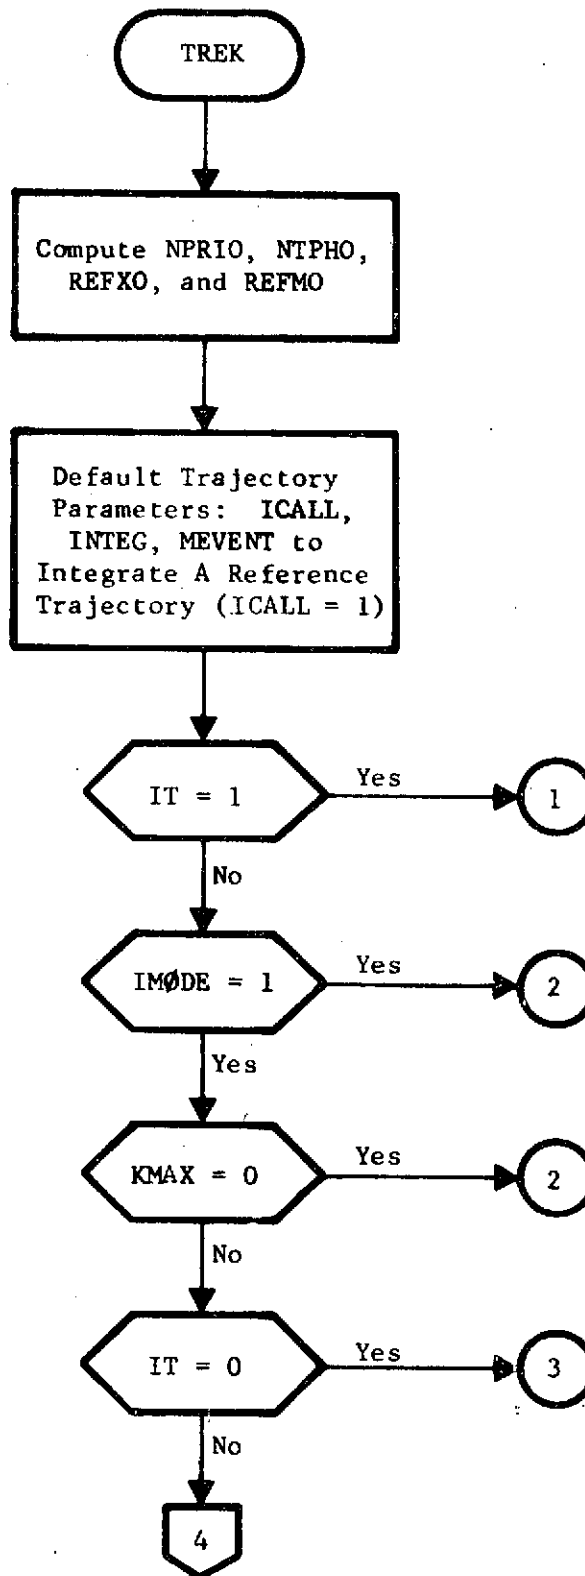 TREK
Compute NPRIO, NTPHO,
REFXO, and REFMO
Default Trajectory
Parameters: ICALL,
INTEG, MEVENT to
Integrate A Reference
Trajectory (ICALL = 1)
IT = 1
Yes
1
No
IMØDE = 1
Yes
2
Yes
KMAX = 0
Yes
2
No
IT = 0
Yes
3
No
4